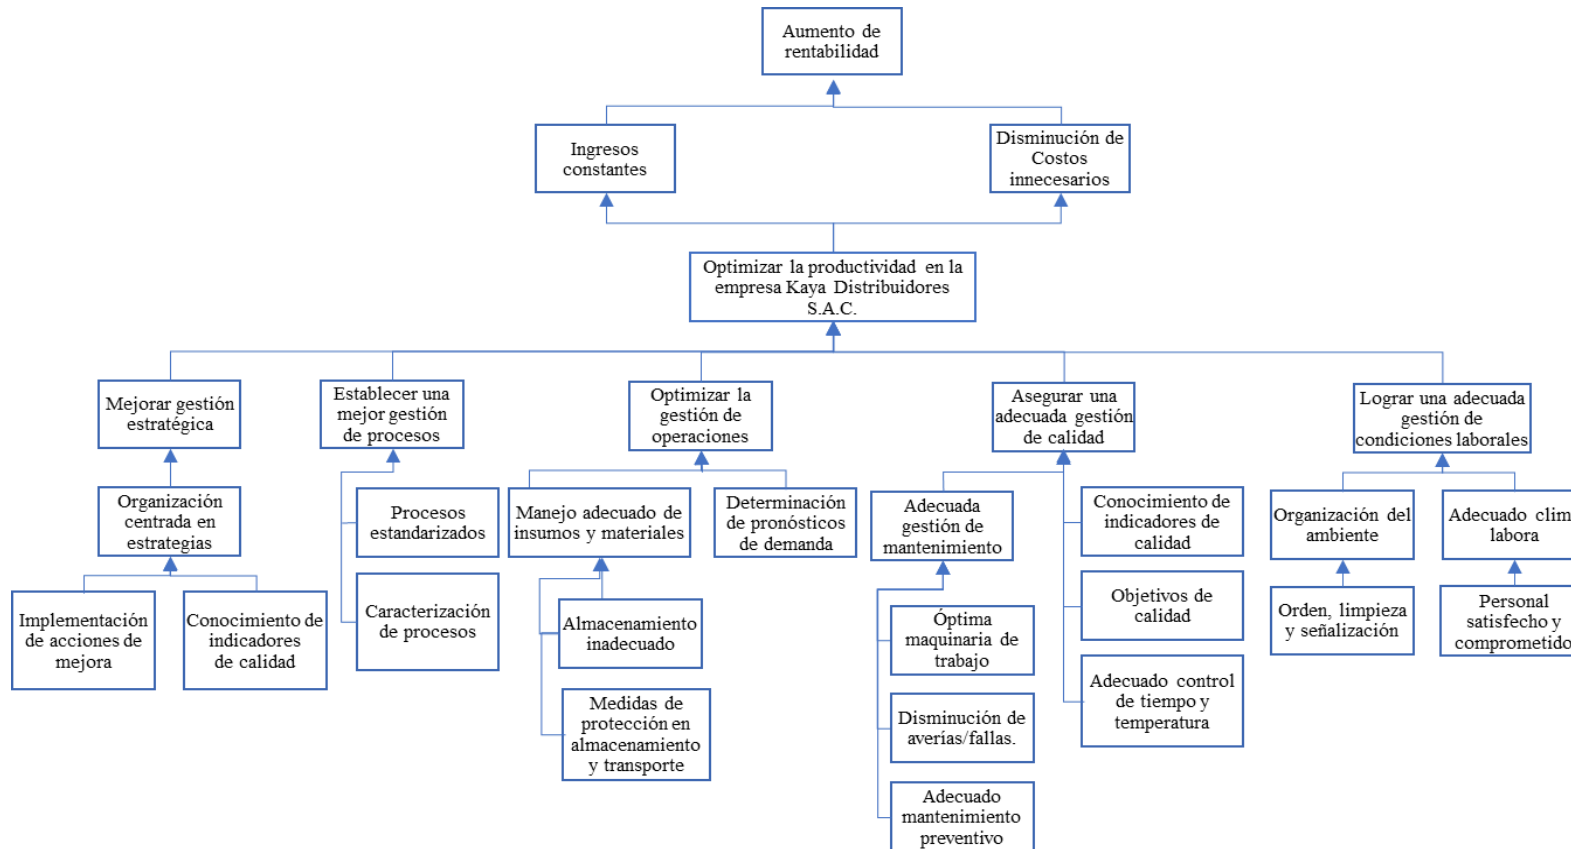 Aumento de
rentabilidad
Ingresos
constantes
Disminución de
Costos
innecesarios
Optimizar la productividad en la
empresa Kaya Distribuidores
S.A.C.
Mejorar gestión
estratégica
Establecer una
mejor gestión
de procesos
Optimizar la
gestión de
operaciones
Asegurar una
adecuada gestión
de calidad
Lograr una adecuada
gestión de
condiciones laborales
Organización
centrada en
estrategias
Procesos
estandarizados
Manejo adecuado de
insumos y materiales
Determinación
de pronósticos
de demanda
Adecuada
gestión de
mantenimiento
Conocimiento de
indicadores de
calidad
Organización del
ambiente
Adecuado clim
labora
Implementación
de acciones de
mejora
Conocimiento de
indicadores
de calidad
Caracterización
de procesos
Almacenamiento
inadecuado
Óptima
maquinaria de
trabajo
Objetivos de
calidad
Orden, limpieza
y señalización
Personal
satisfecho y
comprometido
Medidas de
protección en
almacenamiento
y transporte
Disminución de
averías/fallas.
Adecuado control
de tiempo y
temperatura
Adecuado
mantenimiento
preventivo